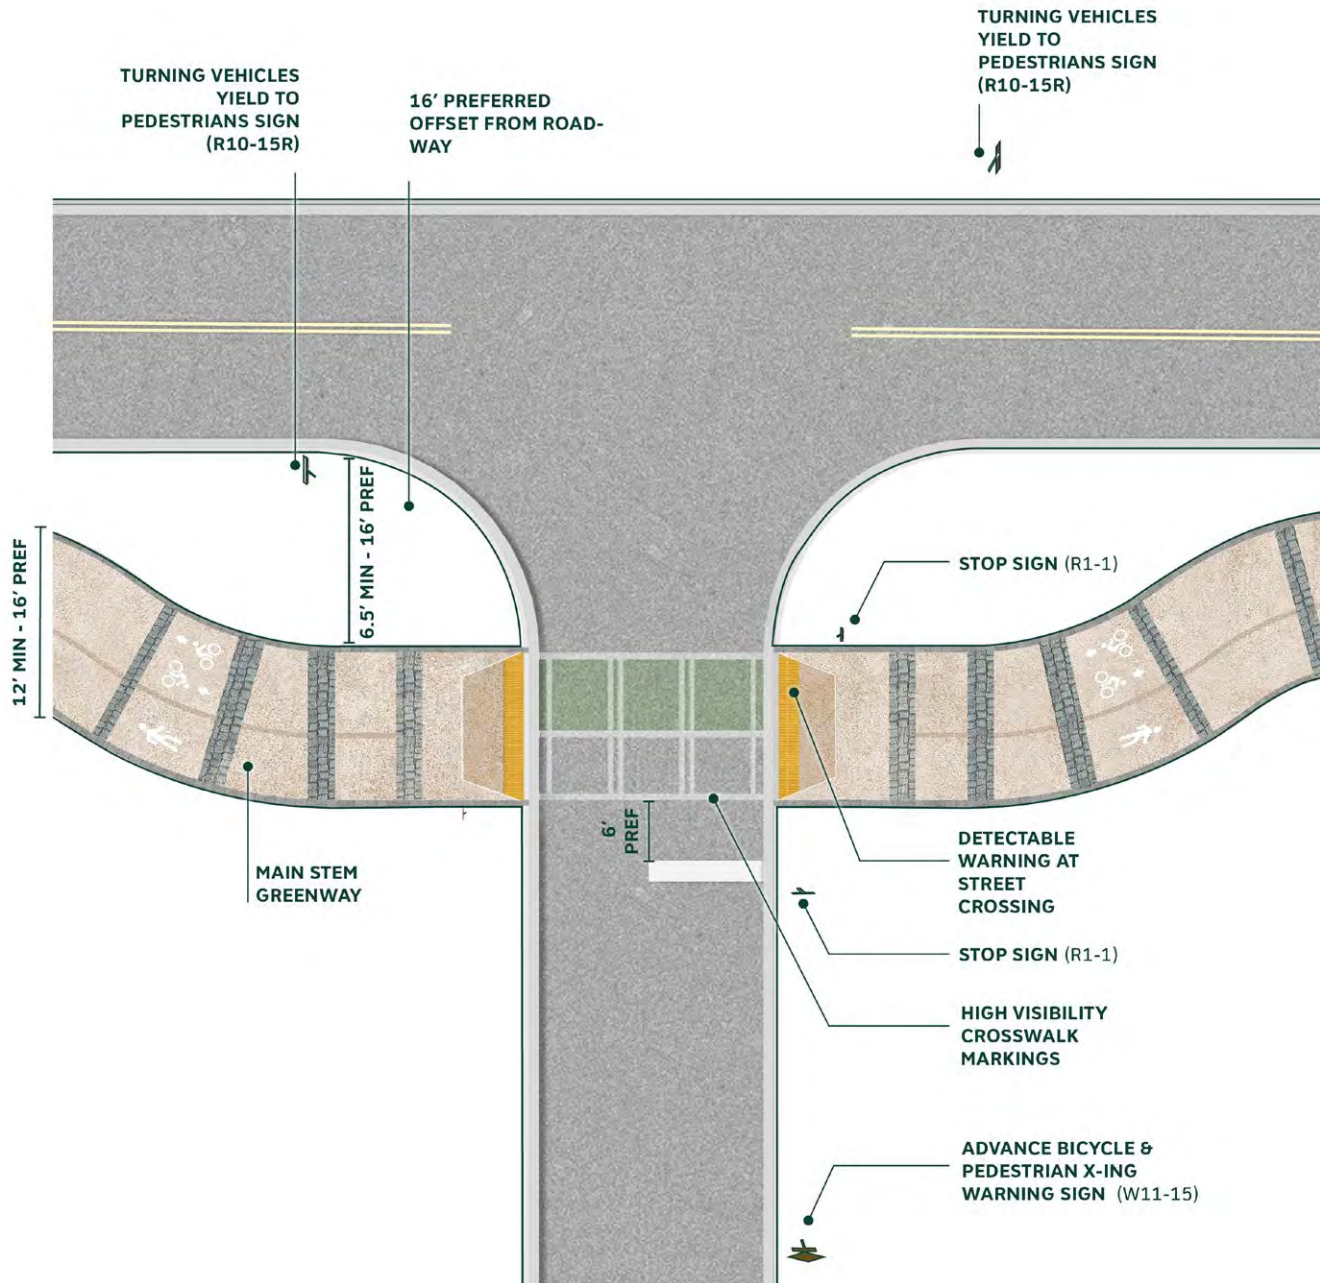 TURNING VEHICLES
YIELD TO
PEDESTRIANS SIGN
(R10-15R)
TURNING VEHICLES
YIELD TO
PEDESTRIANS SIGN
(R10-15R)
16’ PREFERRED
OFFSET FROM ROAD-
WAY
12’ MIN - 16’ PREF
6.5’ MIN - 16’ PREF
STOP SIGN (R1-1)
6’
PREF
MAIN STEM
GREENWAY
DETECTABLE
WARNING AT
STREET
CROSSING
STOP SIGN (R1-1)
HIGH VISIBILITY
CROSSWALK
MARKINGS
ADVANCE BICYCLE &
PEDESTRIAN X-ING
WARNING SIGN (W11-15)